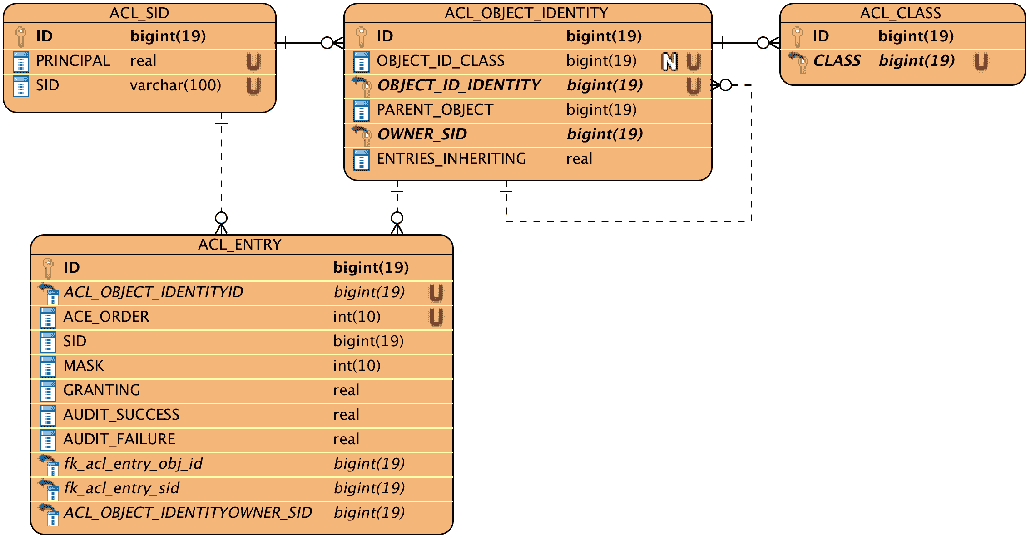 ACL_SID
ID bigint(19)
PRINCIPAL real U
SID varchar(100) U
ACL_OBJECT_IDENTITY
ID bigint(19)
OBJECT_ID_CLASS bigint(19) N U
OBJECT_ID_IDENTITY bigint(19) U
PARENT_OBJECT bigint(19)
OWNER_SID bigint(19)
ENTRIES_INHERITING real
ACL_CLASS
ID bigint(19)
CLASS bigint(19) U
ACL_ENTRY
ID bigint(19)
ACL_OBJECT_IDENTITYID bigint(19) U
ACE_ORDER int(10) U
SID bigint(19)
MASK int(10)
GRANTING real
AUDIT_SUCCESS real
AUDIT_FAILURE real
fk_acl_entry_obj_id bigint(19)
fk_acl_entry_sid bigint(19)
ACL_OBJECT_IDENTITYOWNER_SID bigint(19)